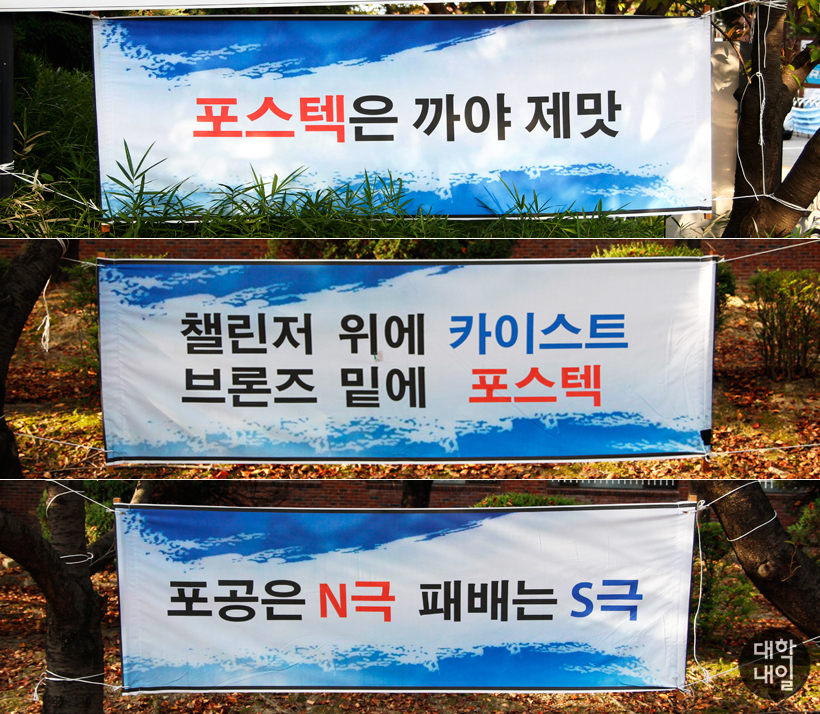 포스텍은 까야 제맛
챌린저 위에 카이스트
브론즈 밑에 포스텍
포공은 N극 패배는 S극
대학
내일